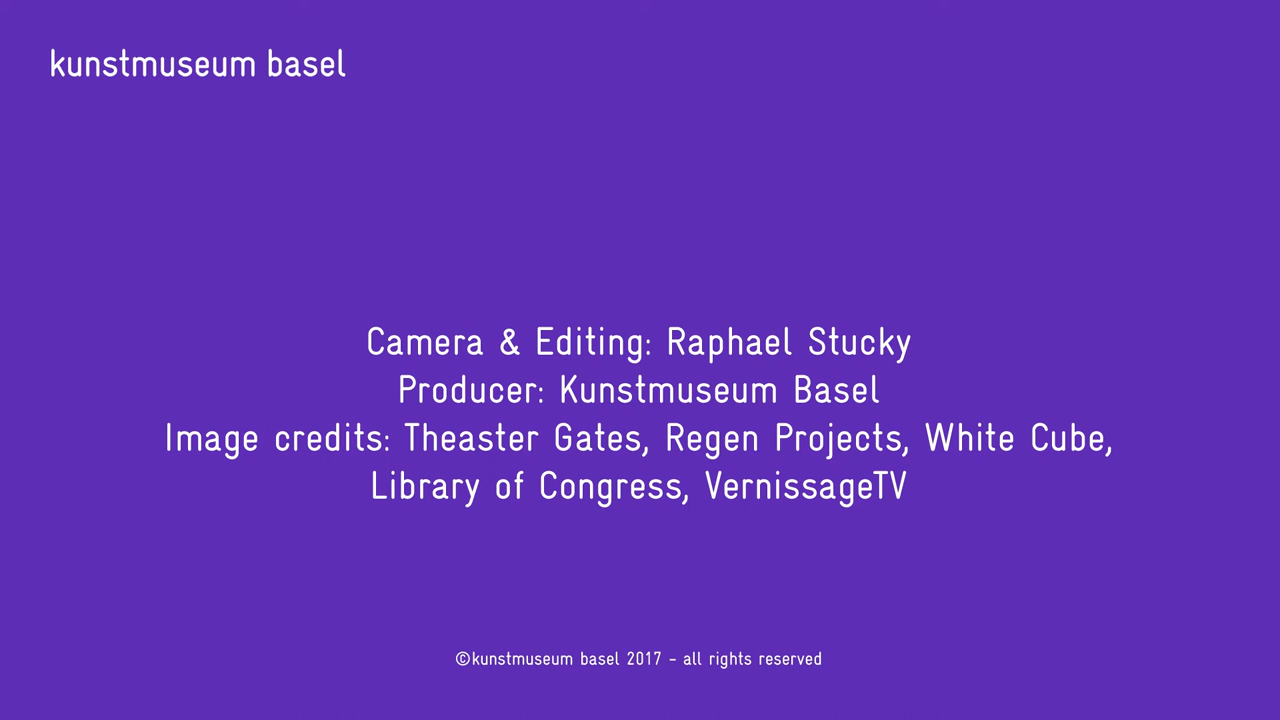 kunstmuseum basel
Camera & Editing: Raphael Stucky
Producer: Kunstmuseum Basel
Image credits: Theaster Gates, Regen Projects, White Cube,
Library of Congress, VernissageTV
©kunstmuseum basel 2017 - all rights reserved